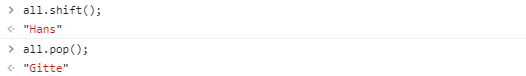 > all.shift();
<· "Hans"
> all.pop();
<· "Gitte"